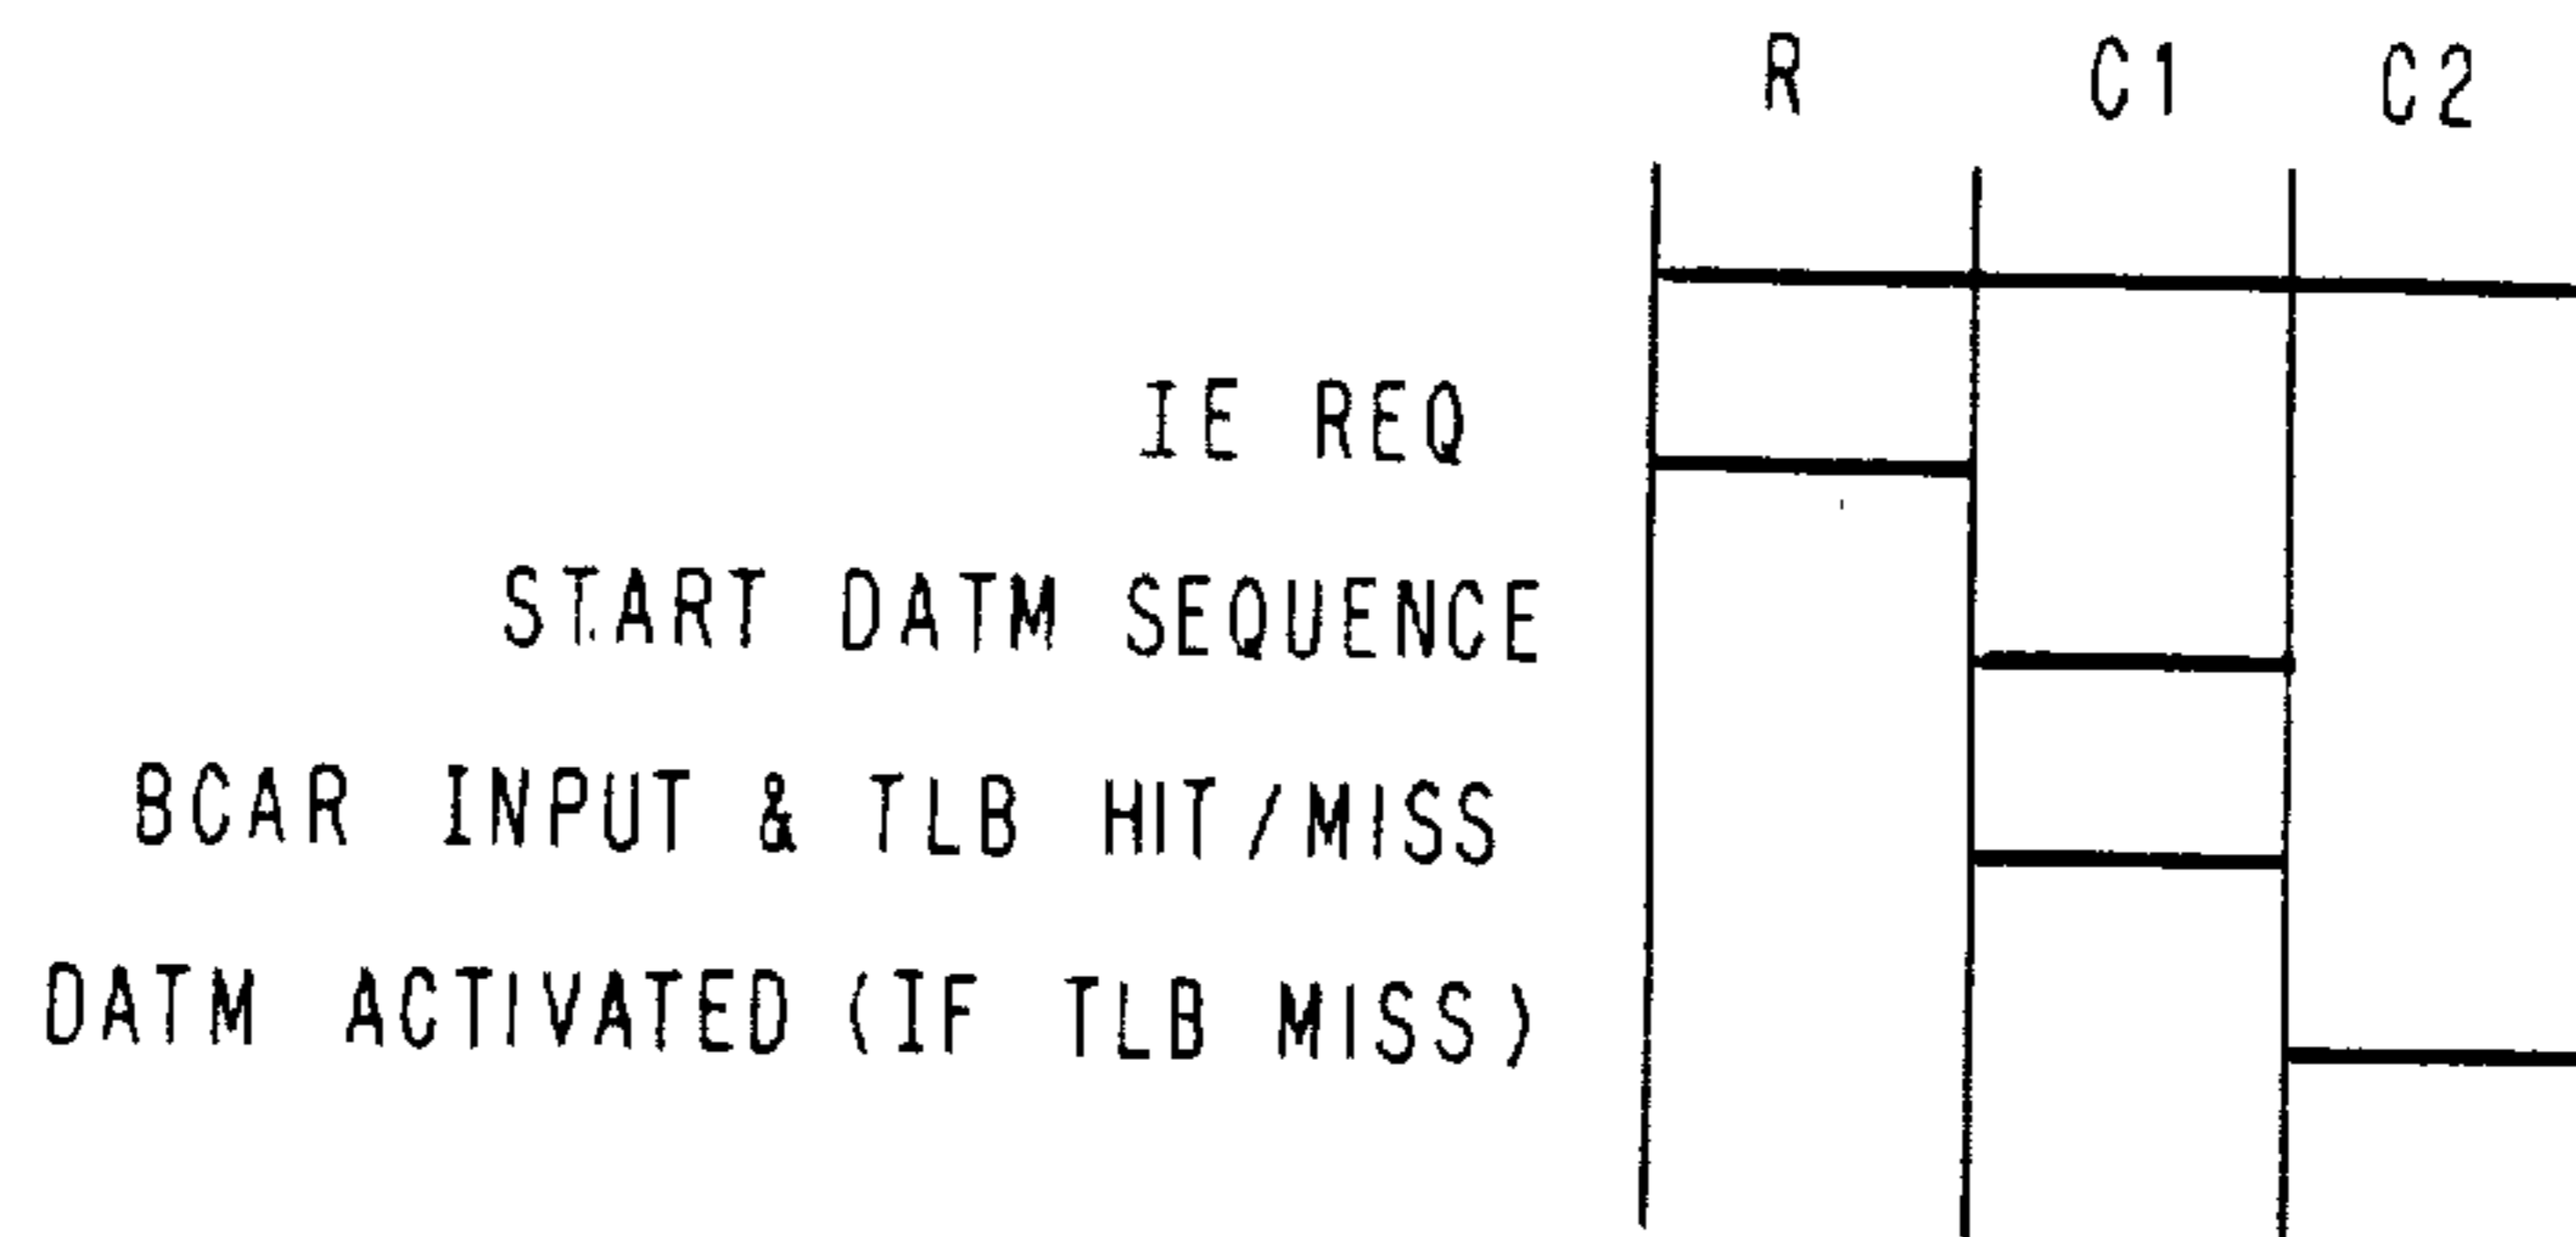 R C1 C2
IE REQ
START DATM SEQUENCE
BCAR INPUT & TLB HIT/MISS
DATM ACTIVATED (IF TLB MISS)